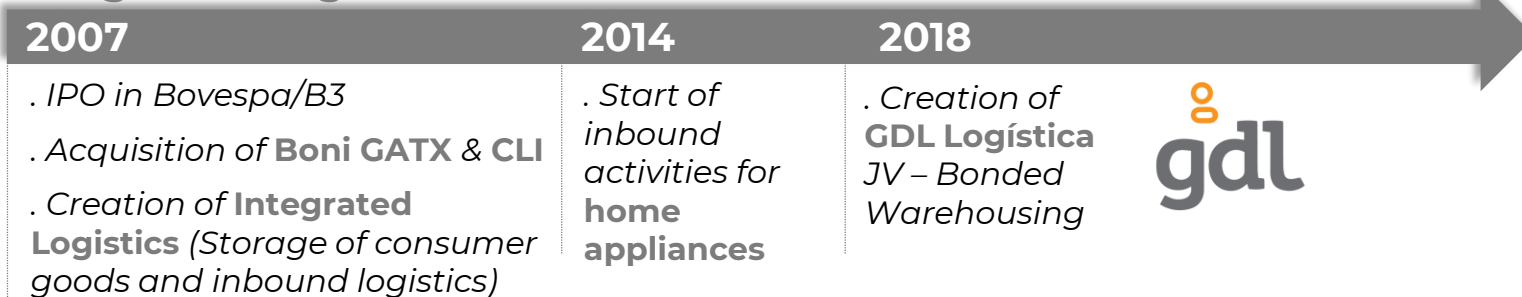 2007
. IPO in Bovespa/B3
. Acquisition of Boni GATX & CLI
. Creation of Integrated
Logistics (Storage of consumer
goods and inbound logistics)
2014
. Start of
inbound
activities for
home
appliances
2018
. Creation of
GDL Logística
JV – Bonded
Warehousing
gdl